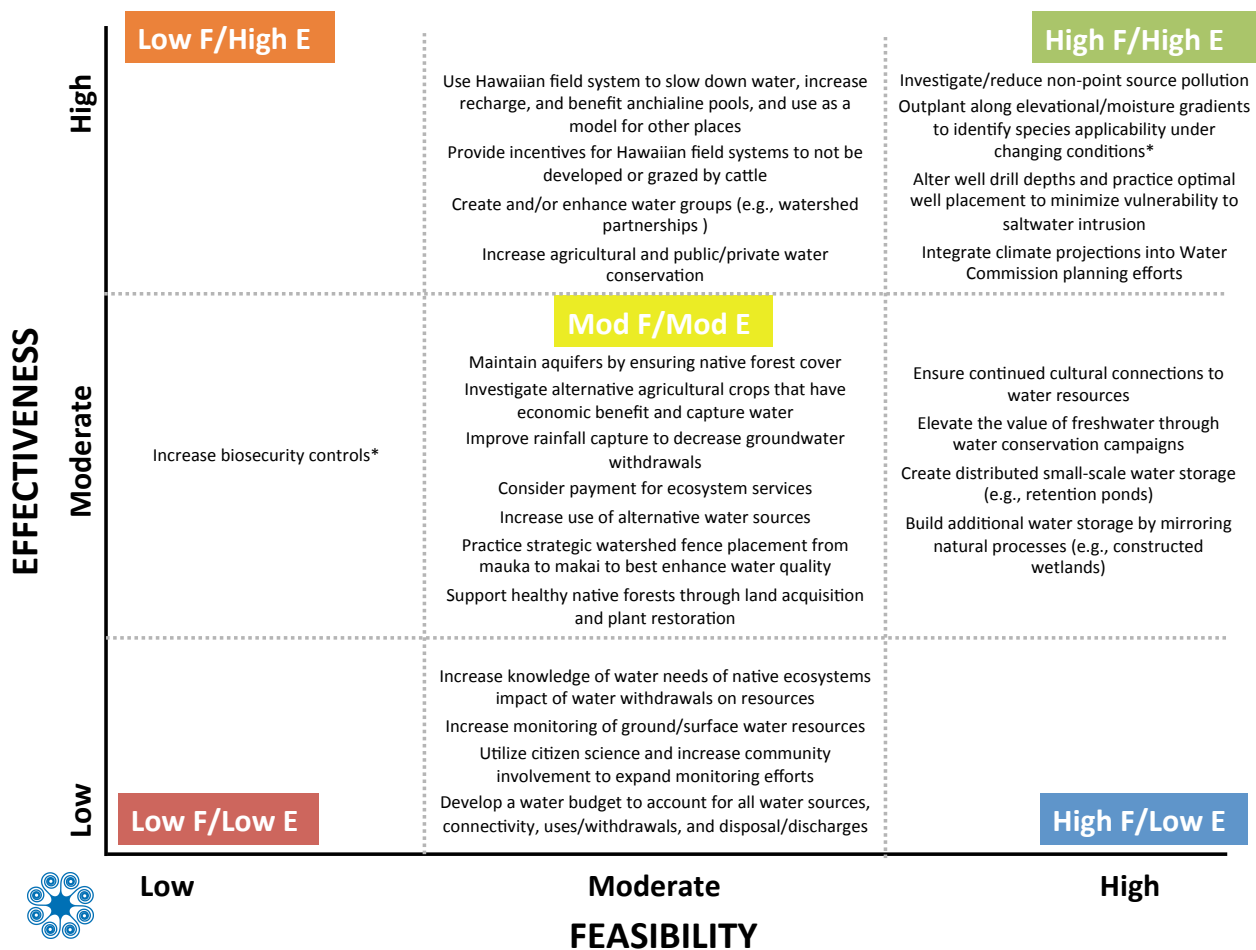 Low F/High E
High F/High E
High
Use Hawaiian field system to slow down water, increase
recharge, and benefit anchialine pools, and use as a
model for other places
Provide incentives for Hawaiian field systems to not be
developed or grazed by cattle
Create and/or enhance water groups (e.g., watershed
partnerships )
Increase agricultural and public/private water
conservation
Investigate/reduce non-point source pollution
Outplant along elevational/moisture gradients
to identify species applicability under
changing conditions*
Alter well drill depths and practice optimal
well placement to minimize vulnerability to
saltwater intrusion
Integrate climate projections into Water
Commission planning efforts
EFFECTIVENESS
Moderate
Increase biosecurity controls*
Mod F/Mod E
Maintain aquifers by ensuring native forest cover
Investigate alternative agricultural crops that have
economic benefit and capture water
Improve rainfall capture to decrease groundwater
withdrawals
Consider payment for ecosystem services
Increase use of alternative water sources
Practice strategic watershed fence placement from
mauka to makai to best enhance water quality
Support healthy native forests through land acquisition
and plant restoration
Ensure continued cultural connections to
water resources
Elevate the value of freshwater through
water conservation campaigns
Create distributed small-scale water storage
(e.g., retention ponds)
Build additional water storage by mirroring
natural processes (e.g., constructed
wetlands)
Low
Low F/Low E
Increase knowledge of water needs of native ecosystems
impact of water withdrawals on resources
Increase monitoring of ground/surface water resources
Utilize citizen science and increase community
involvement to expand monitoring efforts
Develop a water budget to account for all water sources,
connectivity, uses/withdrawals, and disposal/discharges
High F/Low E
Low
Moderate
High
FEASIBILITY